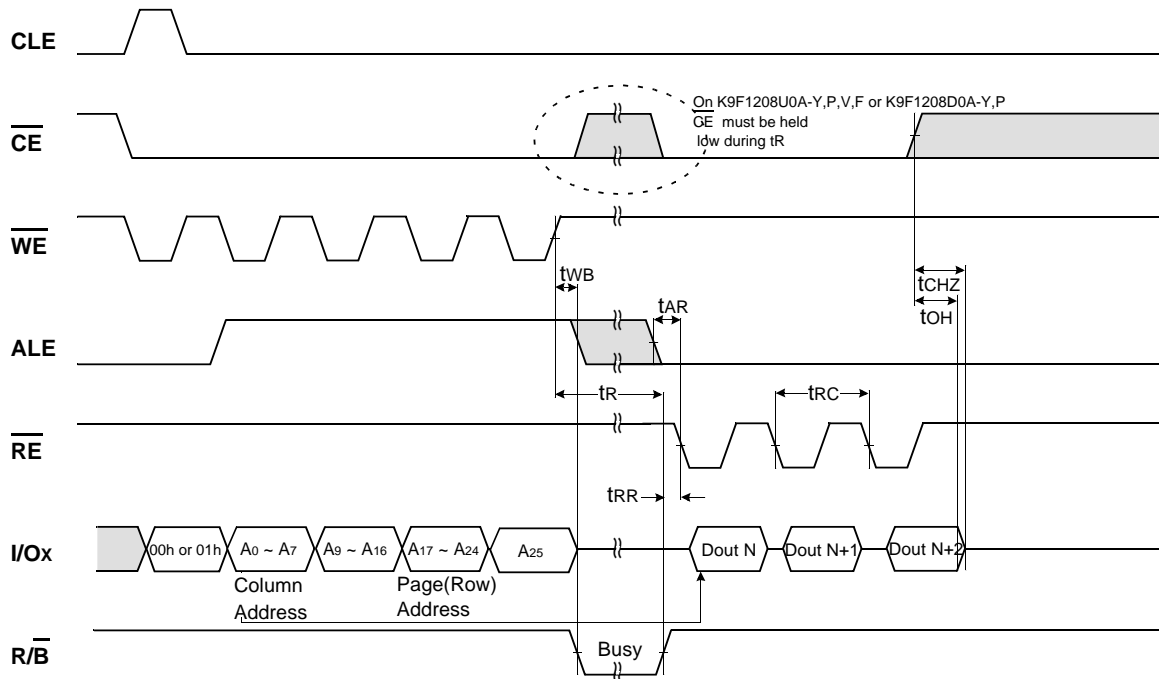 CLE
On K9F1208U0A-Y,P,V,F or K9F1208D0A-Y,P
CE must be held
low during tR
CE
WE
tWB
tCHZ
tAR
tOH
ALE
tR
tRC
RE
tRR
I/Ox
00h or 01h
A0 ~ A7
A9 ~ A16
A17 ~ A24
A25
Dout N
Dout N+1
Dout N+2
Column
Address
Page(Row)
Address
R/B
Busy